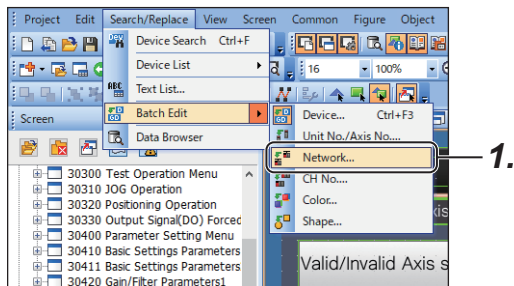 Project Edit Search/Replace View Screen Common Figure Object
Device Search Ctrl+F
Device List
16 100%
Text List...
Batch Edit
Device... Ctrl+F3
Screen
Data Browser
Unit No./Axis No....
Network...
1.
CH No....
30300 Test Operation Menu
30310 JOG Operation
Color...
30320 Positioning Operation
Shape...
30330 Output Signal(DO) Forced
30400 Parameter Setting Menu
30410 Basic Settings Parameters
30411 Basic Settings Parameters
Valid/Invalid Axis s
30420 Gain/Filter Parameters1